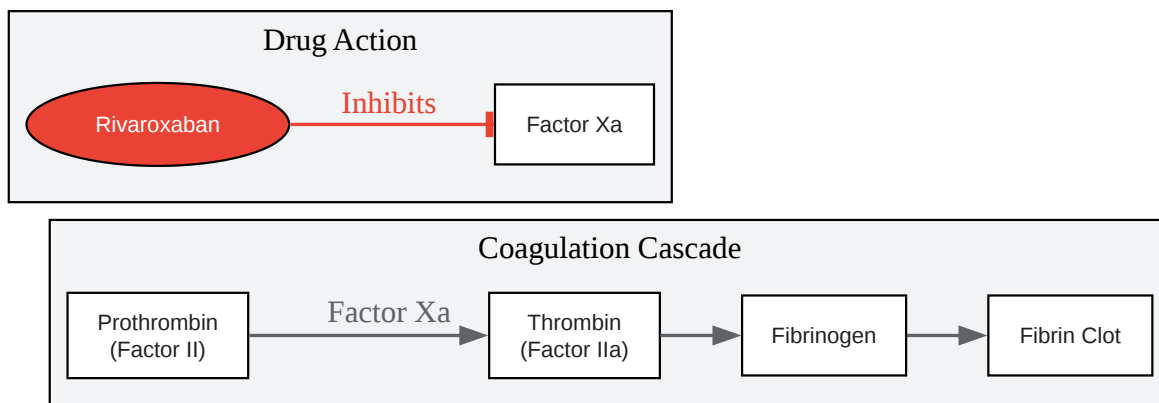 Drug Action
Rivaroxaban
Inhibits
Factor Xa
Coagulation Cascade
Prothrombin
(Factor II)
Factor Xa
Thrombin
(Factor IIa)
Fibrinogen
Fibrin Clot